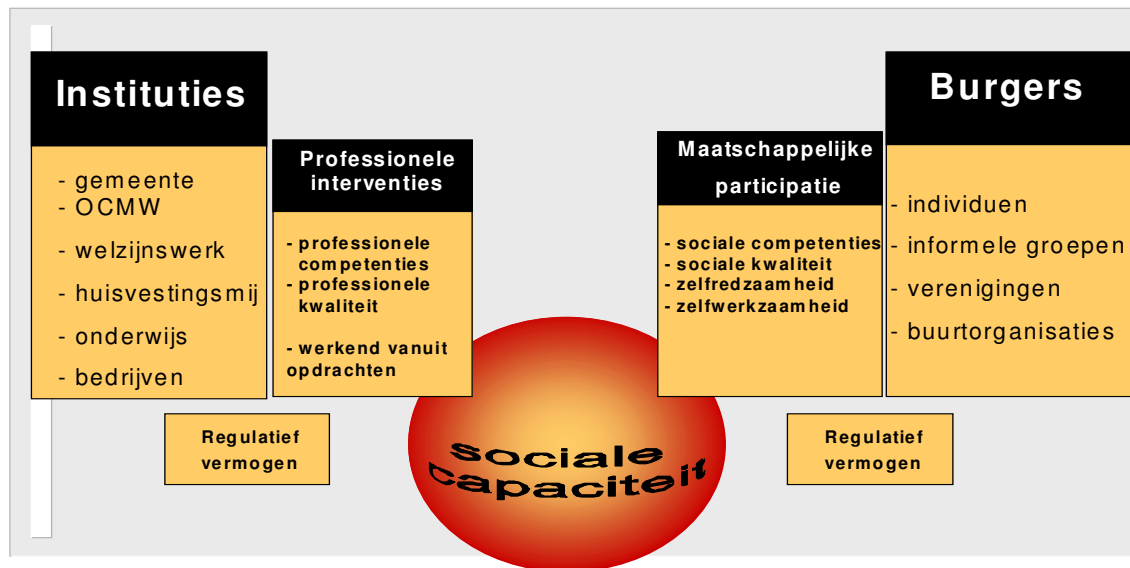 Instituties
- gemeente
- OCMW
- welzijnswerk
- huisvestingsmij
- onderwijs
- bedrijven
Professionele
interventies
- professionele
competenties
- professionele
kwaliteit
- werkend vanuit
opdrachten
Regulatief
vermogen
sociale
capaciteit
Maatschappelijke
participatie
- sociale competenties
- sociale kwaliteit
- zelfredzaamheid
- zelfwerkzaamheid
Burgers
- individuen
- informele groepen
- verenigingen
- buurtorganisaties
Regulatief
vermogen